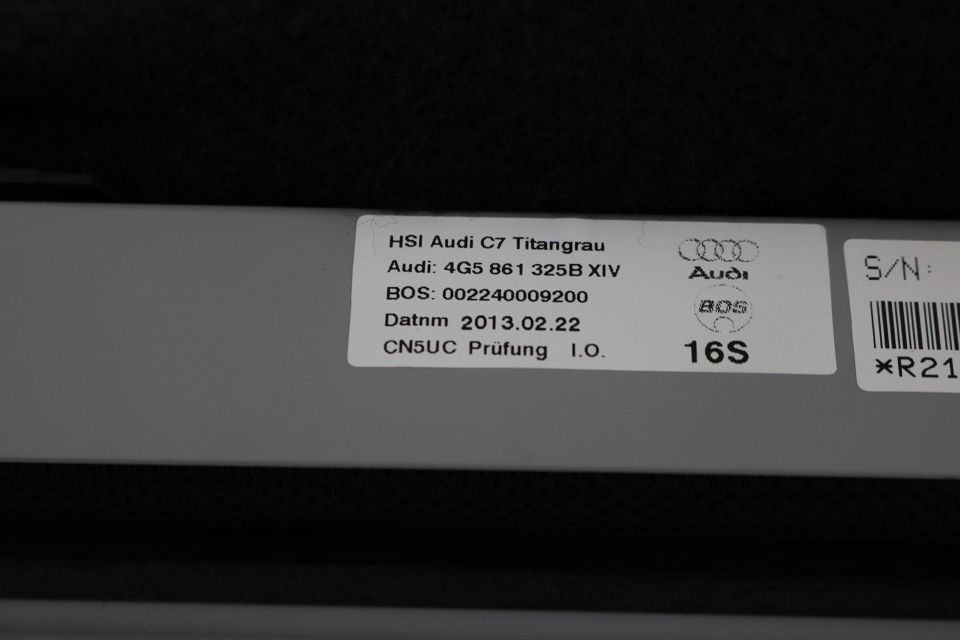 HSI Audi C7 Titangrau
Audi: 4G5 861 325B XIV
BOS: 002240009200
Datnm 2013.02.22
CN5UC Prüfung I.O.
Audi
BOS
16S
S/N:
*R21